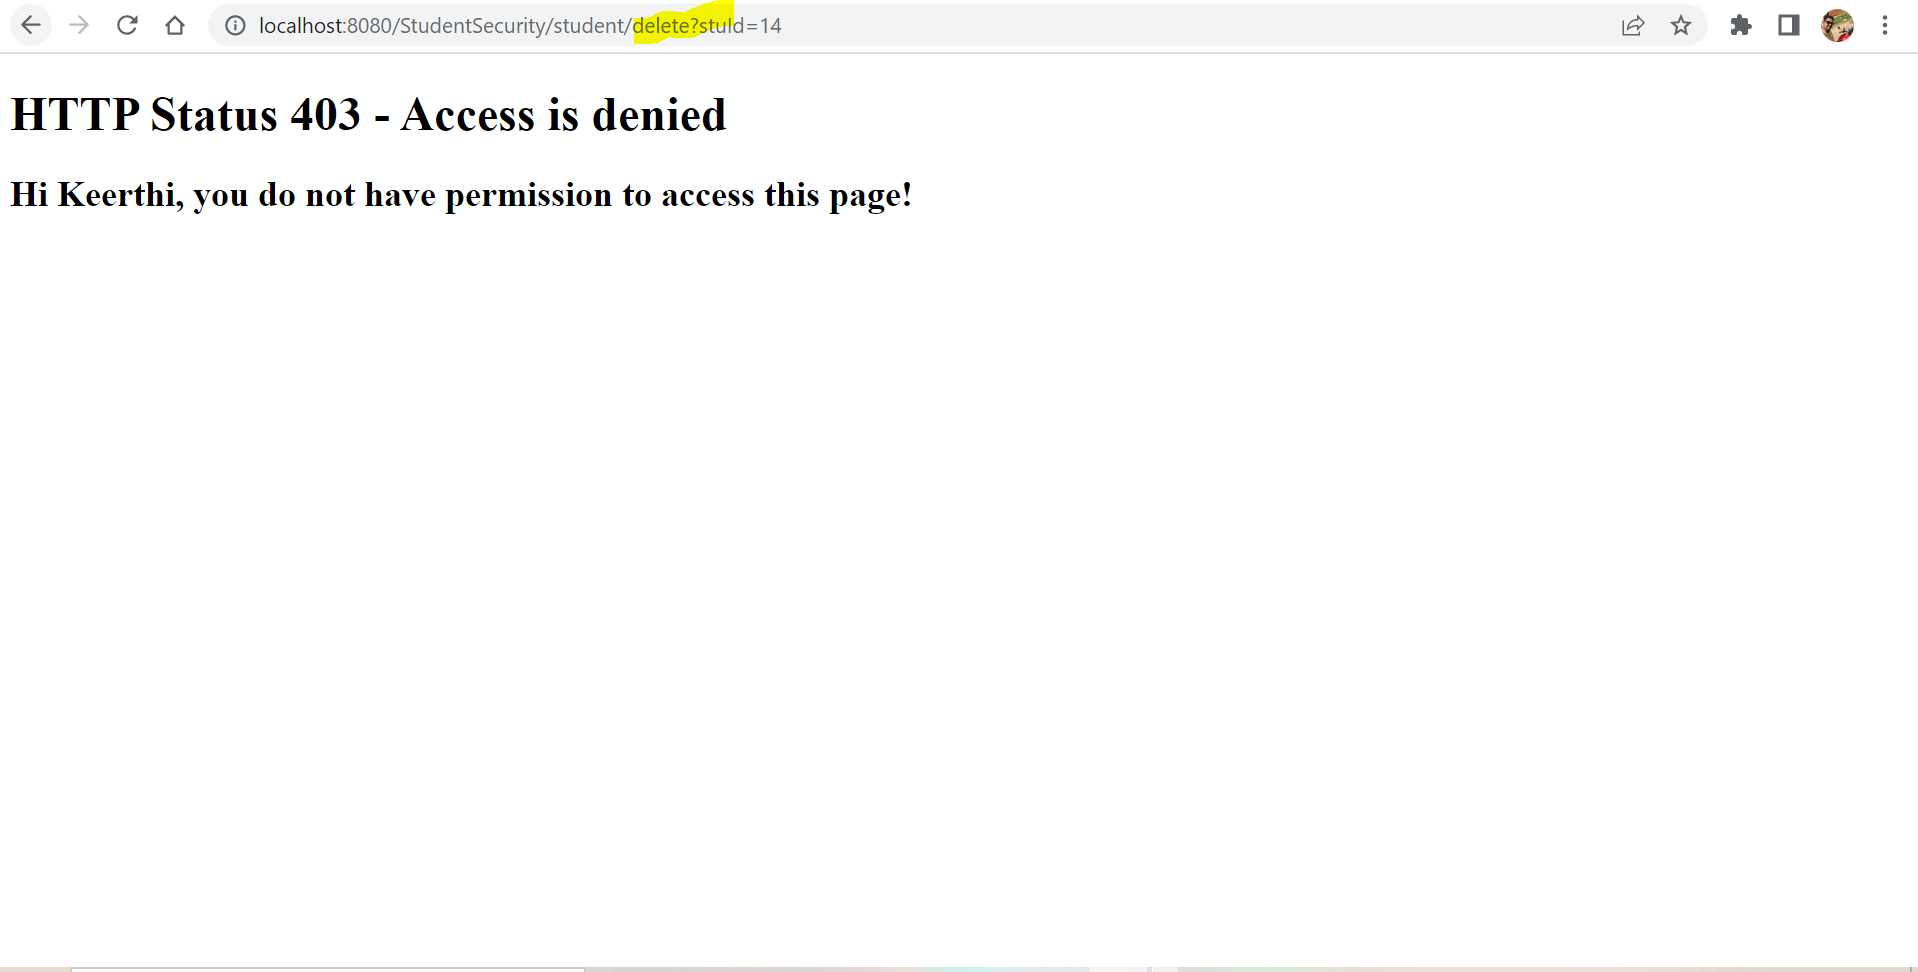 localhost:8080/StudentSecurity/student/delete?stuId=14
HTTP Status 403 - Access is denied
Hi Keerthi, you do not have permission to access this page!